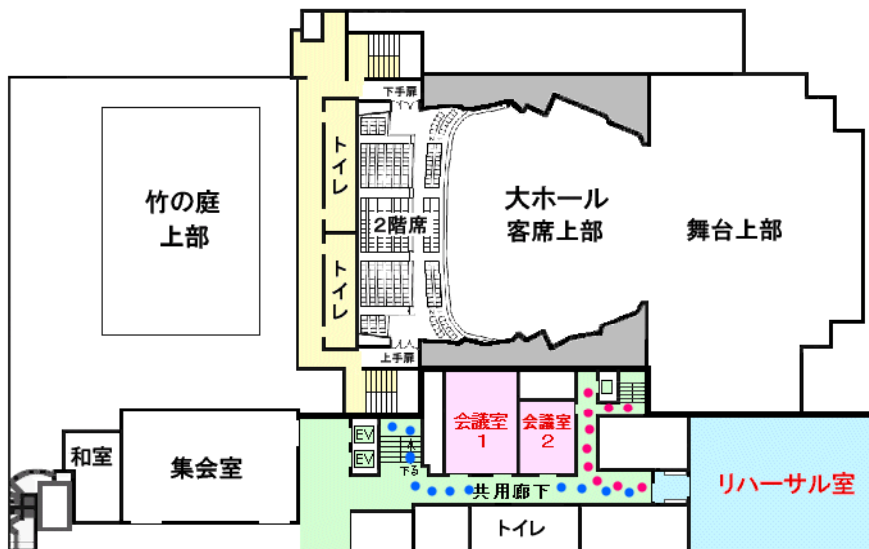 下手扉
トイレ
竹の庭
上部
2階席
大ホール
客席上部
舞台上部
トイレ
上手扉
会議室
1
会議室
2
EV
EV
下る
和室
集会室
共用廊下
リハーサル室
トイレ